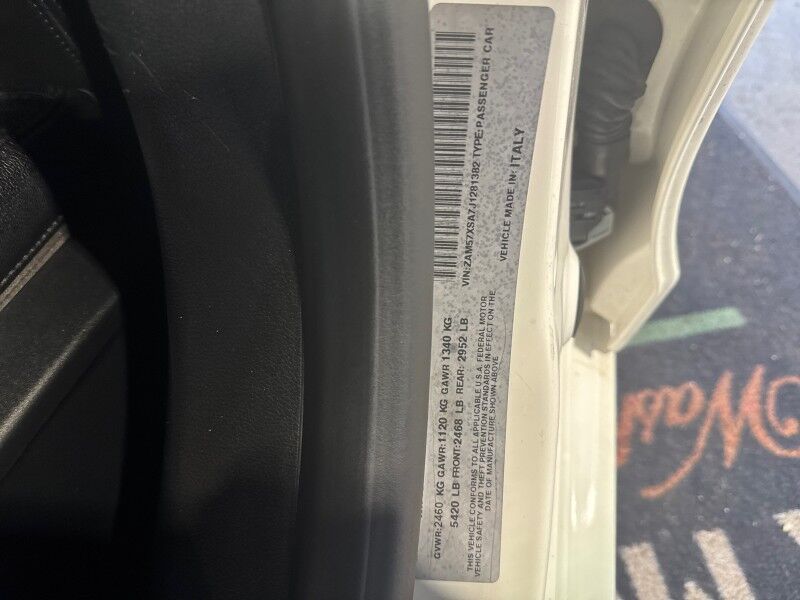 GVWR:2460 KG GAWR:1120 KG GAWR 1340 KG
5420 LB FRONT:2468 LB REAR: 2952 LB
THIS VEHICLE CONFORMS TO ALL APPLICABLE U.S.A. FEDERAL MOTOR
VEHICLE SAFETY AND THEFT PREVENTION STANDARDS IN EFFECT ON THE
DATE OF MANUFACTURE SHOWN ABOVE
VIN:ZAM57XSA7J1281382 TYPE:PASSENGER CAR
VEHICLE MADE IN: ITALY